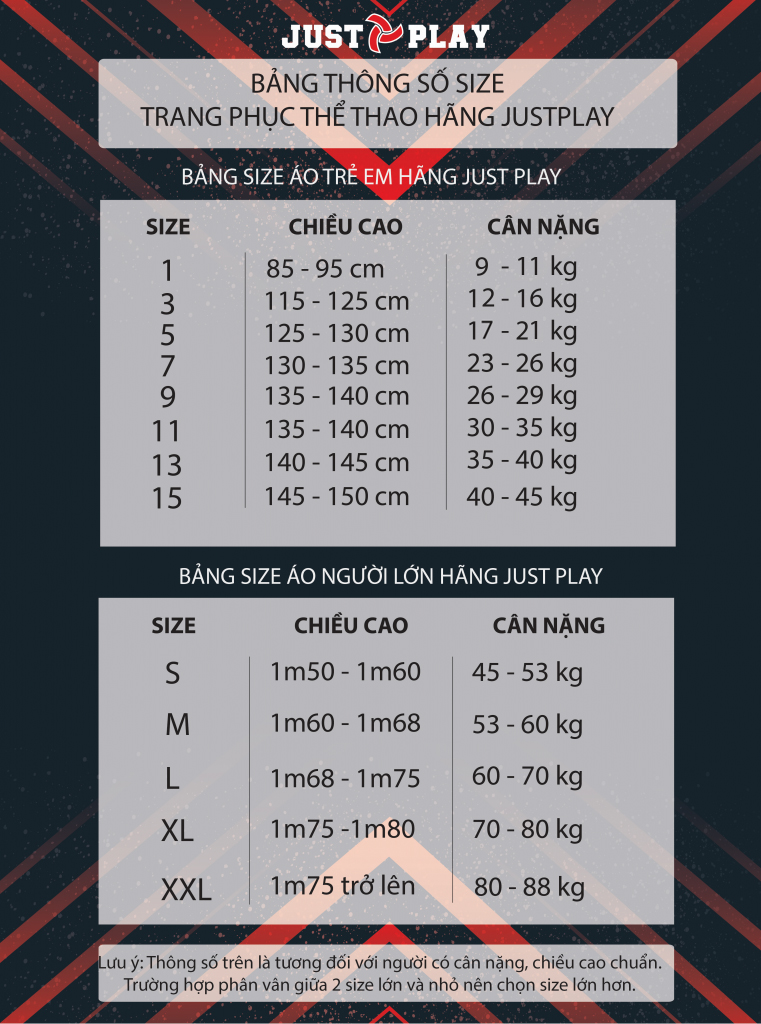 JUST PLAY
BẢNG THÔNG SỐ SIZE
TRANG PHỤC THỂ THAO HÃNG JUSTPLAY
BẢNG SIZE ÁO TRẺ EM HÃNG JUST PLAY
SIZE CHIỀU CAO CÂN NẶNG
1 85 - 95 cm 9 - 11 kg
3 115 - 125 cm 12 - 16 kg
5 125 - 130 cm 17 - 21 kg
7 130 - 135 cm 23 - 26 kg
9 135 - 140 cm 26 - 29 kg
11 135 - 140 cm 30 - 35 kg
13 140 - 145 cm 35 - 40 kg
15 145 - 150 cm 40 - 45 kg
BẢNG SIZE ÁO NGƯỜI LỚN HÃNG JUST PLAY
SIZE CHIỀU CAO CÂN NẶNG
S 1m50 - 1m60 45 - 53 kg
M 1m60 - 1m68 53 - 60 kg
L 1m68 - 1m75 60 - 70 kg
XL 1m75 -1m80 70 - 80 kg
XXL 1m75 trở lên 80 - 88 kg
Lưu ý: Thông số trên là tương đối với người có cân nặng, chiều cao chuẩn.
Trường hợp phân vân giữa 2 size lớn và nhỏ nên chọn size lớn hơn.